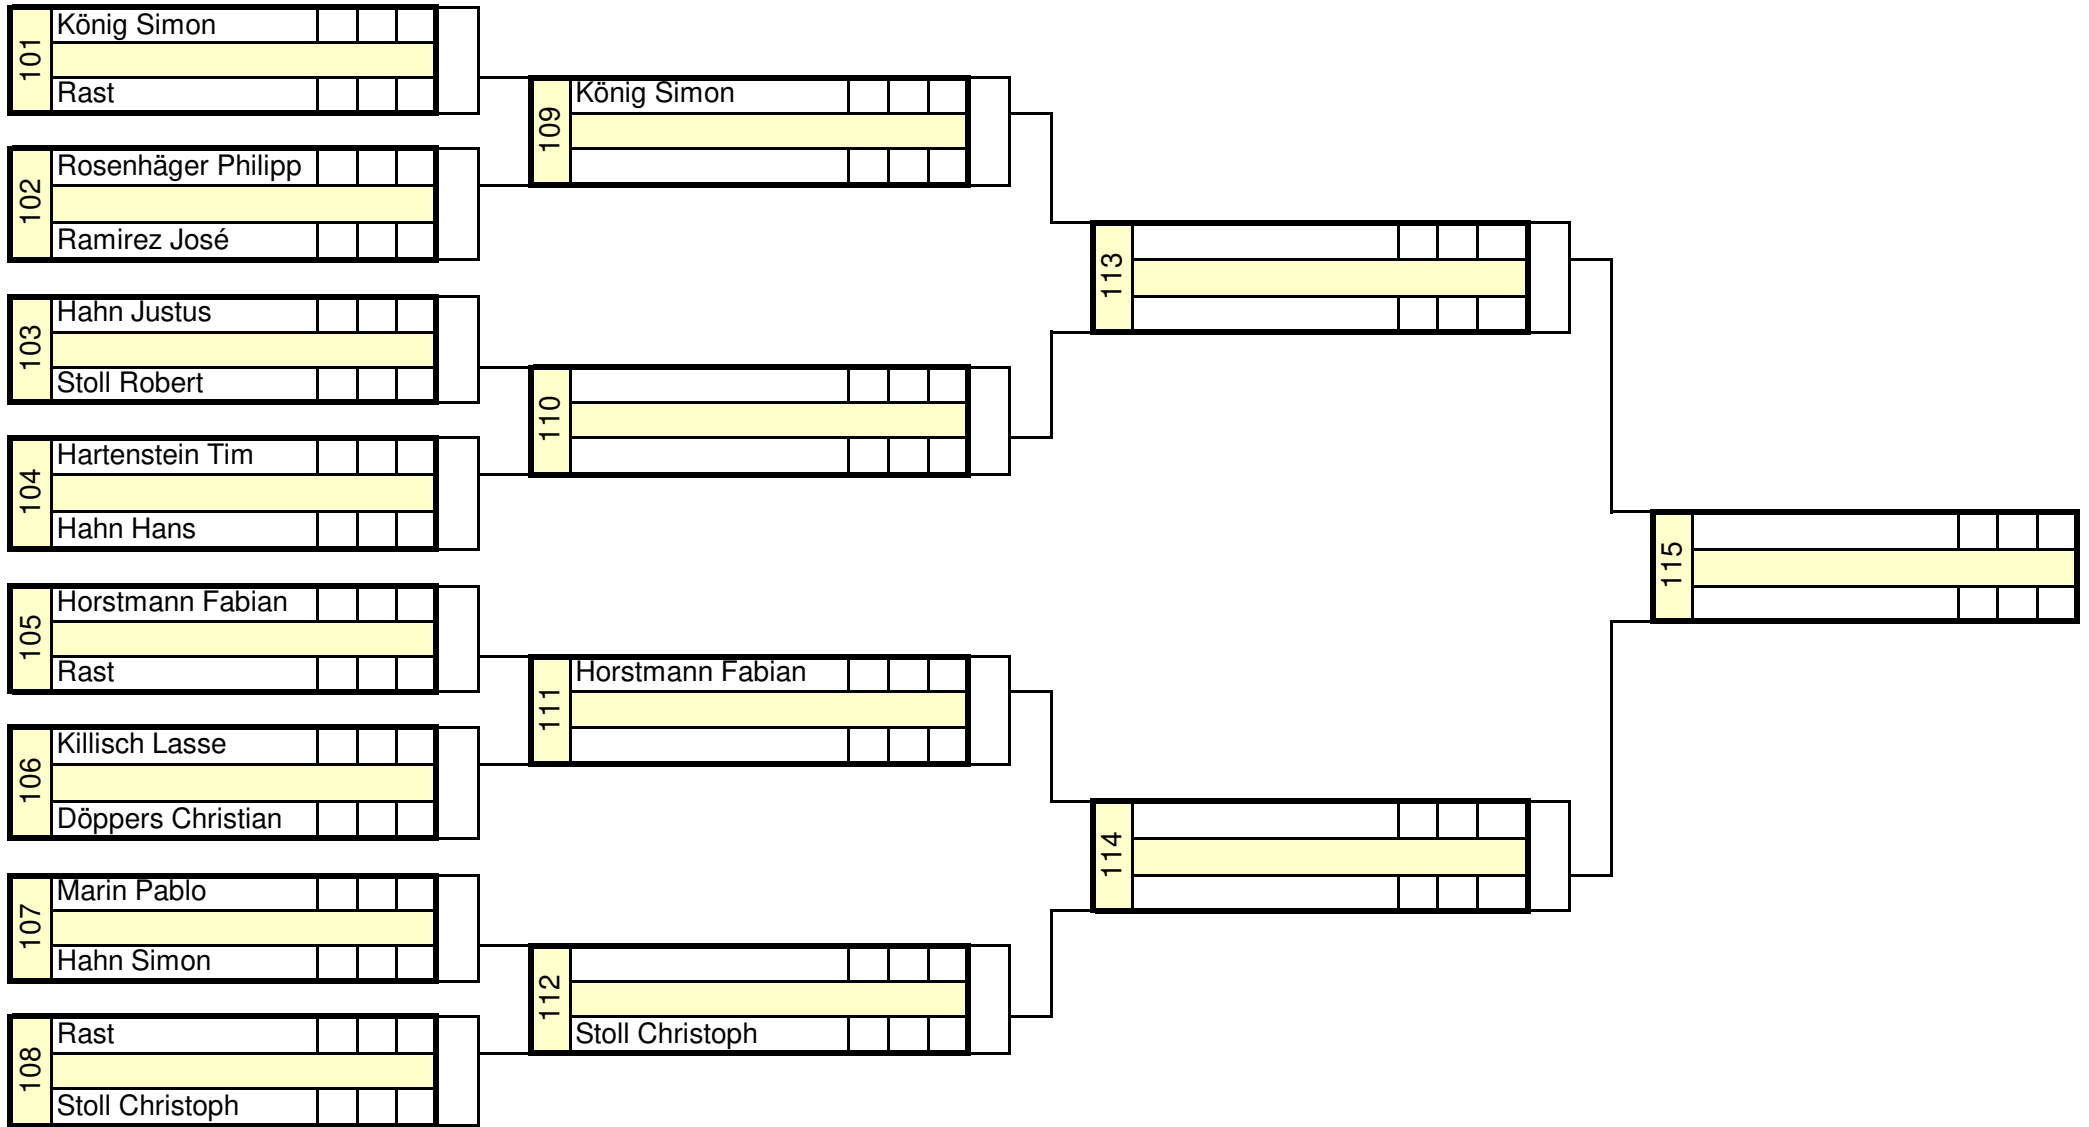 101
König Simon
Rast
102
Rosenhäger Philipp
Ramirez José
103
Hahn Justus
Stoll Robert
104
Hartenstein Tim
Hahn Hans
105
Horstmann Fabian
Rast
106
Killisch Lasse
Döppers Christian
107
Marin Pablo
Hahn Simon
108
Rast
Stoll Christoph
109
König Simon
110
111
Horstmann Fabian
112
Stoll Christoph
113
114
115